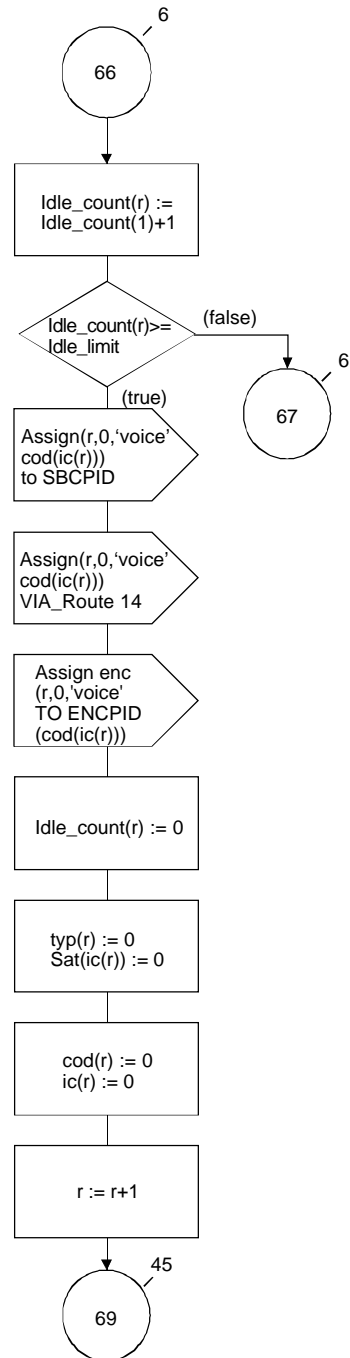 6
66
Idle_count(r) :=
Idle_count(1)+1
Idle_count(r)>=
Idle_limit
(false)
6
67
(true)
Assign(r,0,‘voice’
cod(ic(r)))
to SBCPID
Assign(r,0,‘voice’
cod(ic(r)))
VIA_Route 14
Assign enc
(r,0,'voice'
TO ENCPID
(cod(ic(r)))
Idle_count(r) := 0
typ(r) := 0
Sat(ic(r)) := 0
cod(r) := 0
ic(r) := 0
r := r+1
45
69